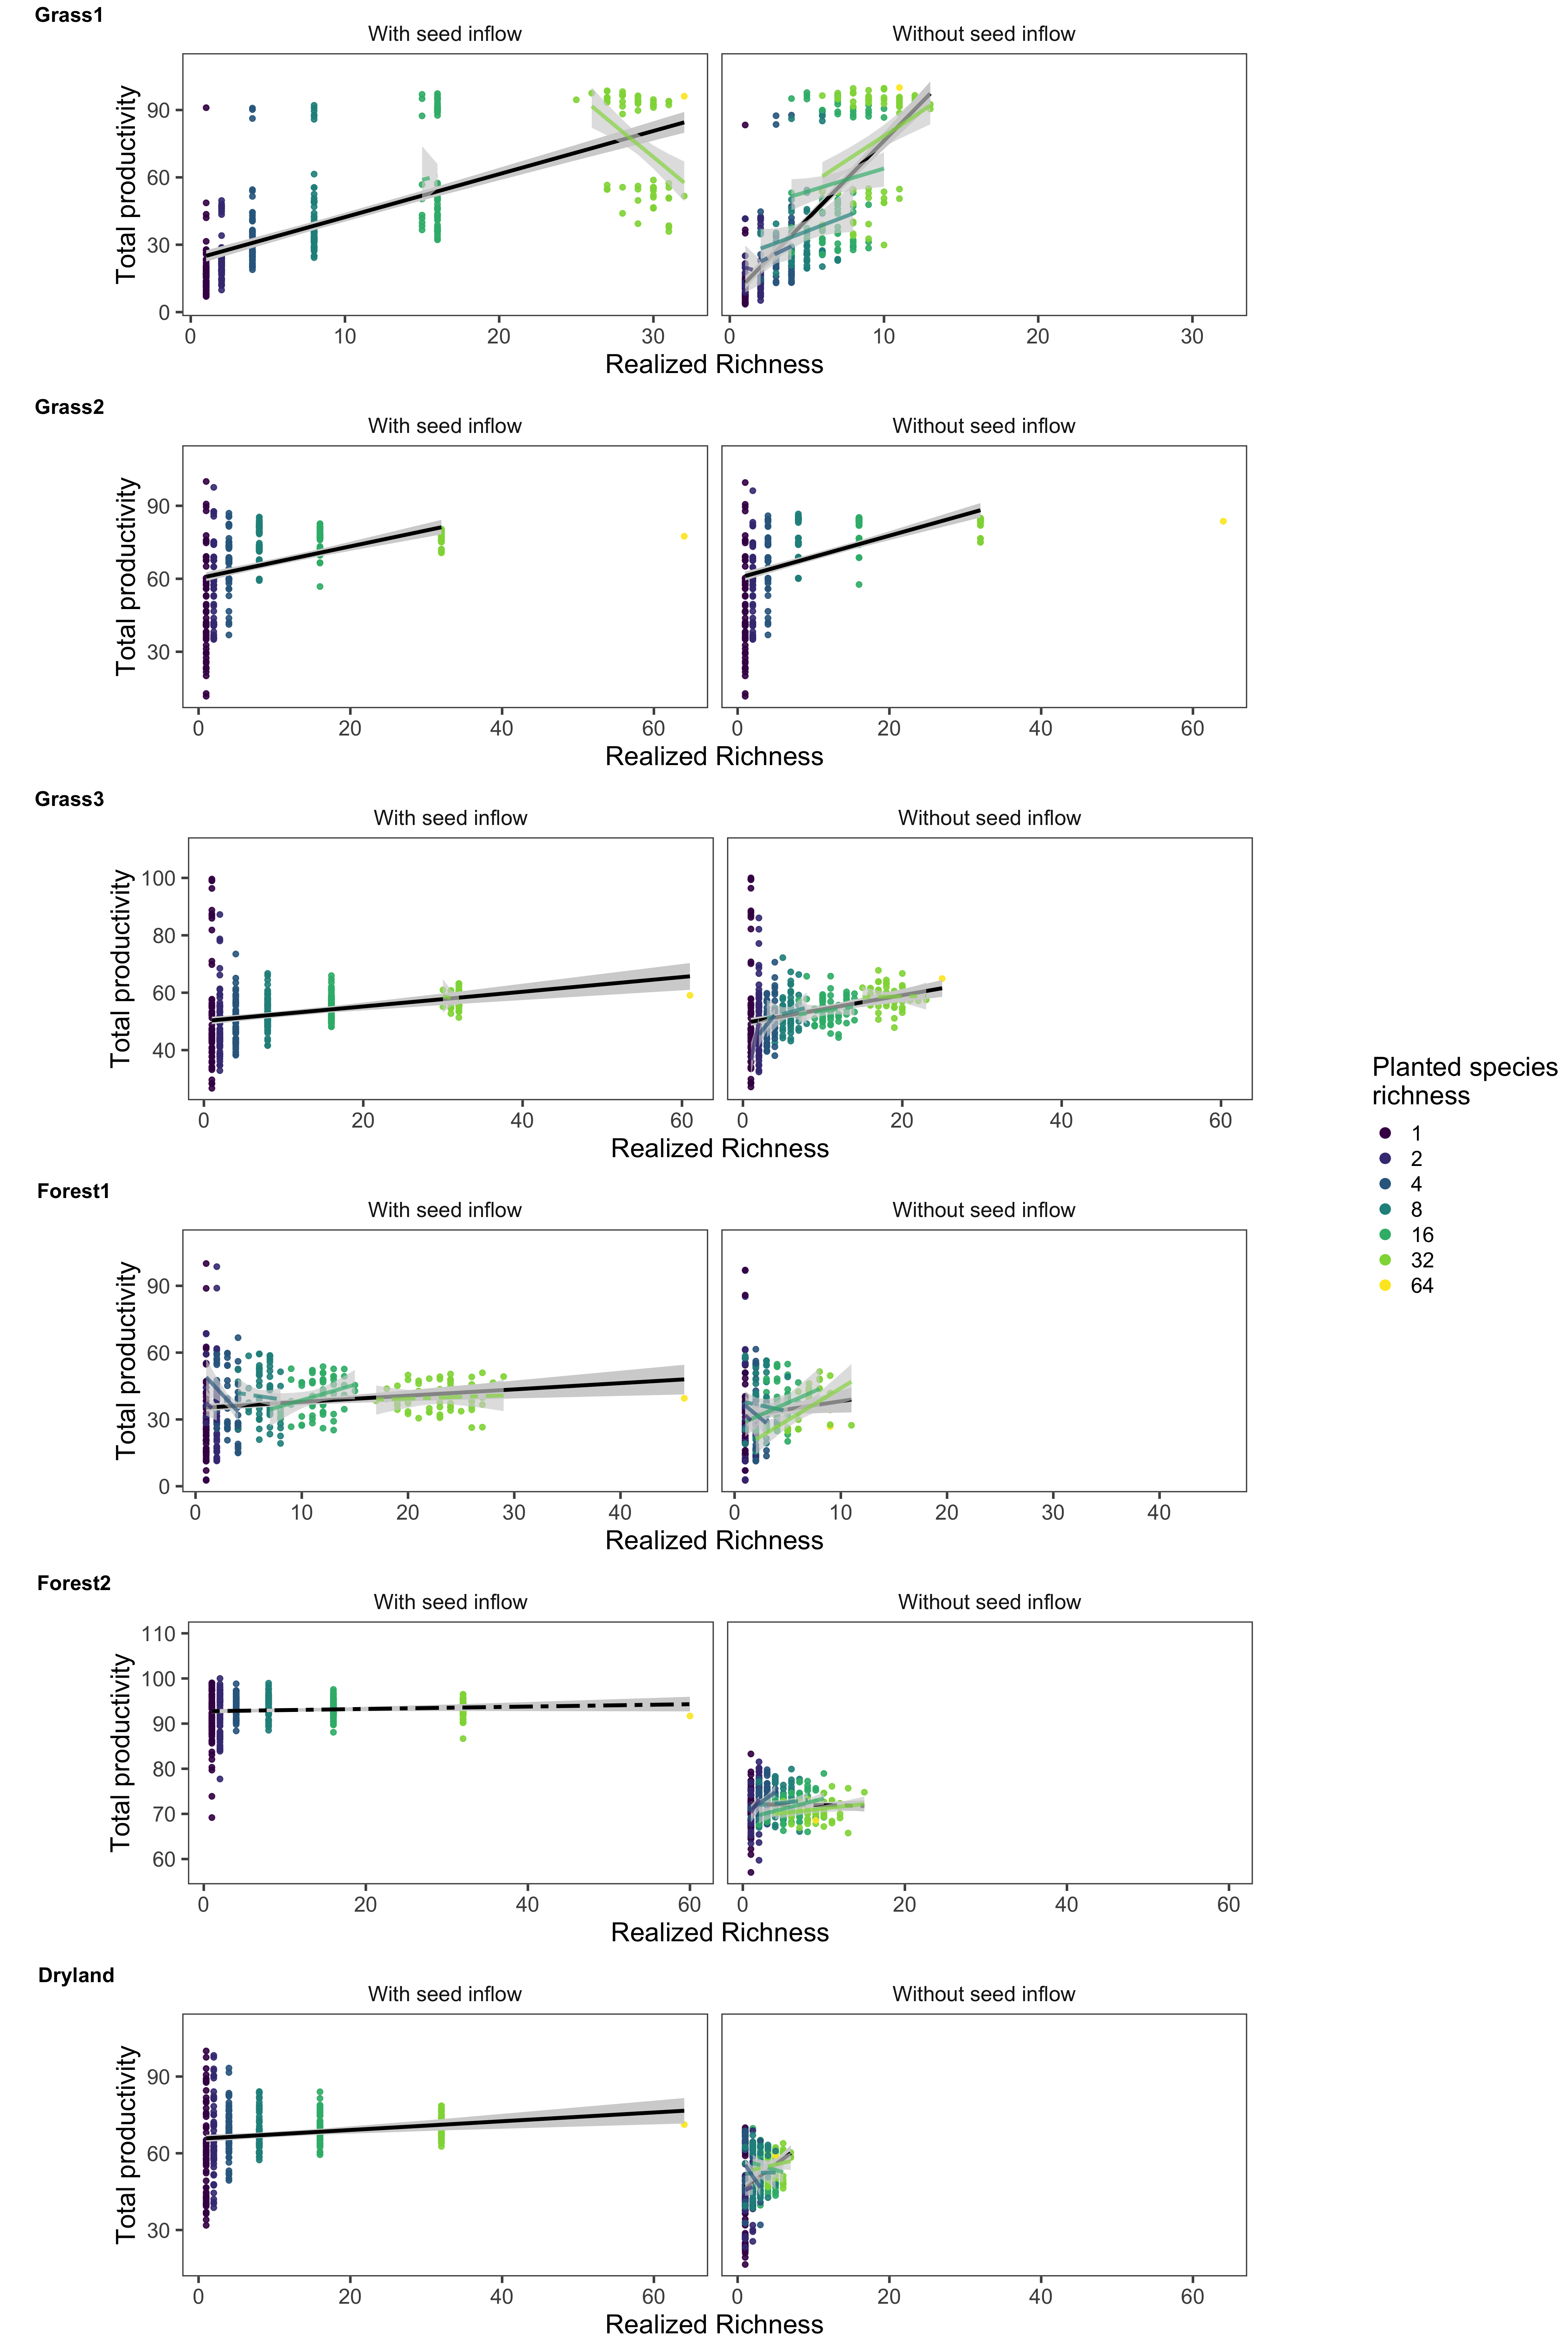 Grass1
With seed inflow
Without seed inflow
Total productivity
90
60
30
0
0 10 20 30
0 10 20 30
Realized Richness
Grass2
With seed inflow
Without seed inflow
Total productivity
90
60
30
0 20 40 60
0 20 40 60
Realized Richness
Grass3
With seed inflow
Without seed inflow
Total productivity
100
80
60
40
0 20 40 60
0 20 40 60
Realized Richness
Planted species
richness
1
2
4
8
16
32
64
Forest1
With seed inflow
Without seed inflow
Total productivity
90
60
30
0
0 10 20 30 40
0 10 20 30 40
Realized Richness
Forest2
With seed inflow
Without seed inflow
Total productivity
110
100
90
80
70
60
0 20 40 60
0 20 40 60
Realized Richness
Dryland
With seed inflow
Without seed inflow
Total productivity
90
60
30
0 20 40 60
0 20 40 60
Realized Richness